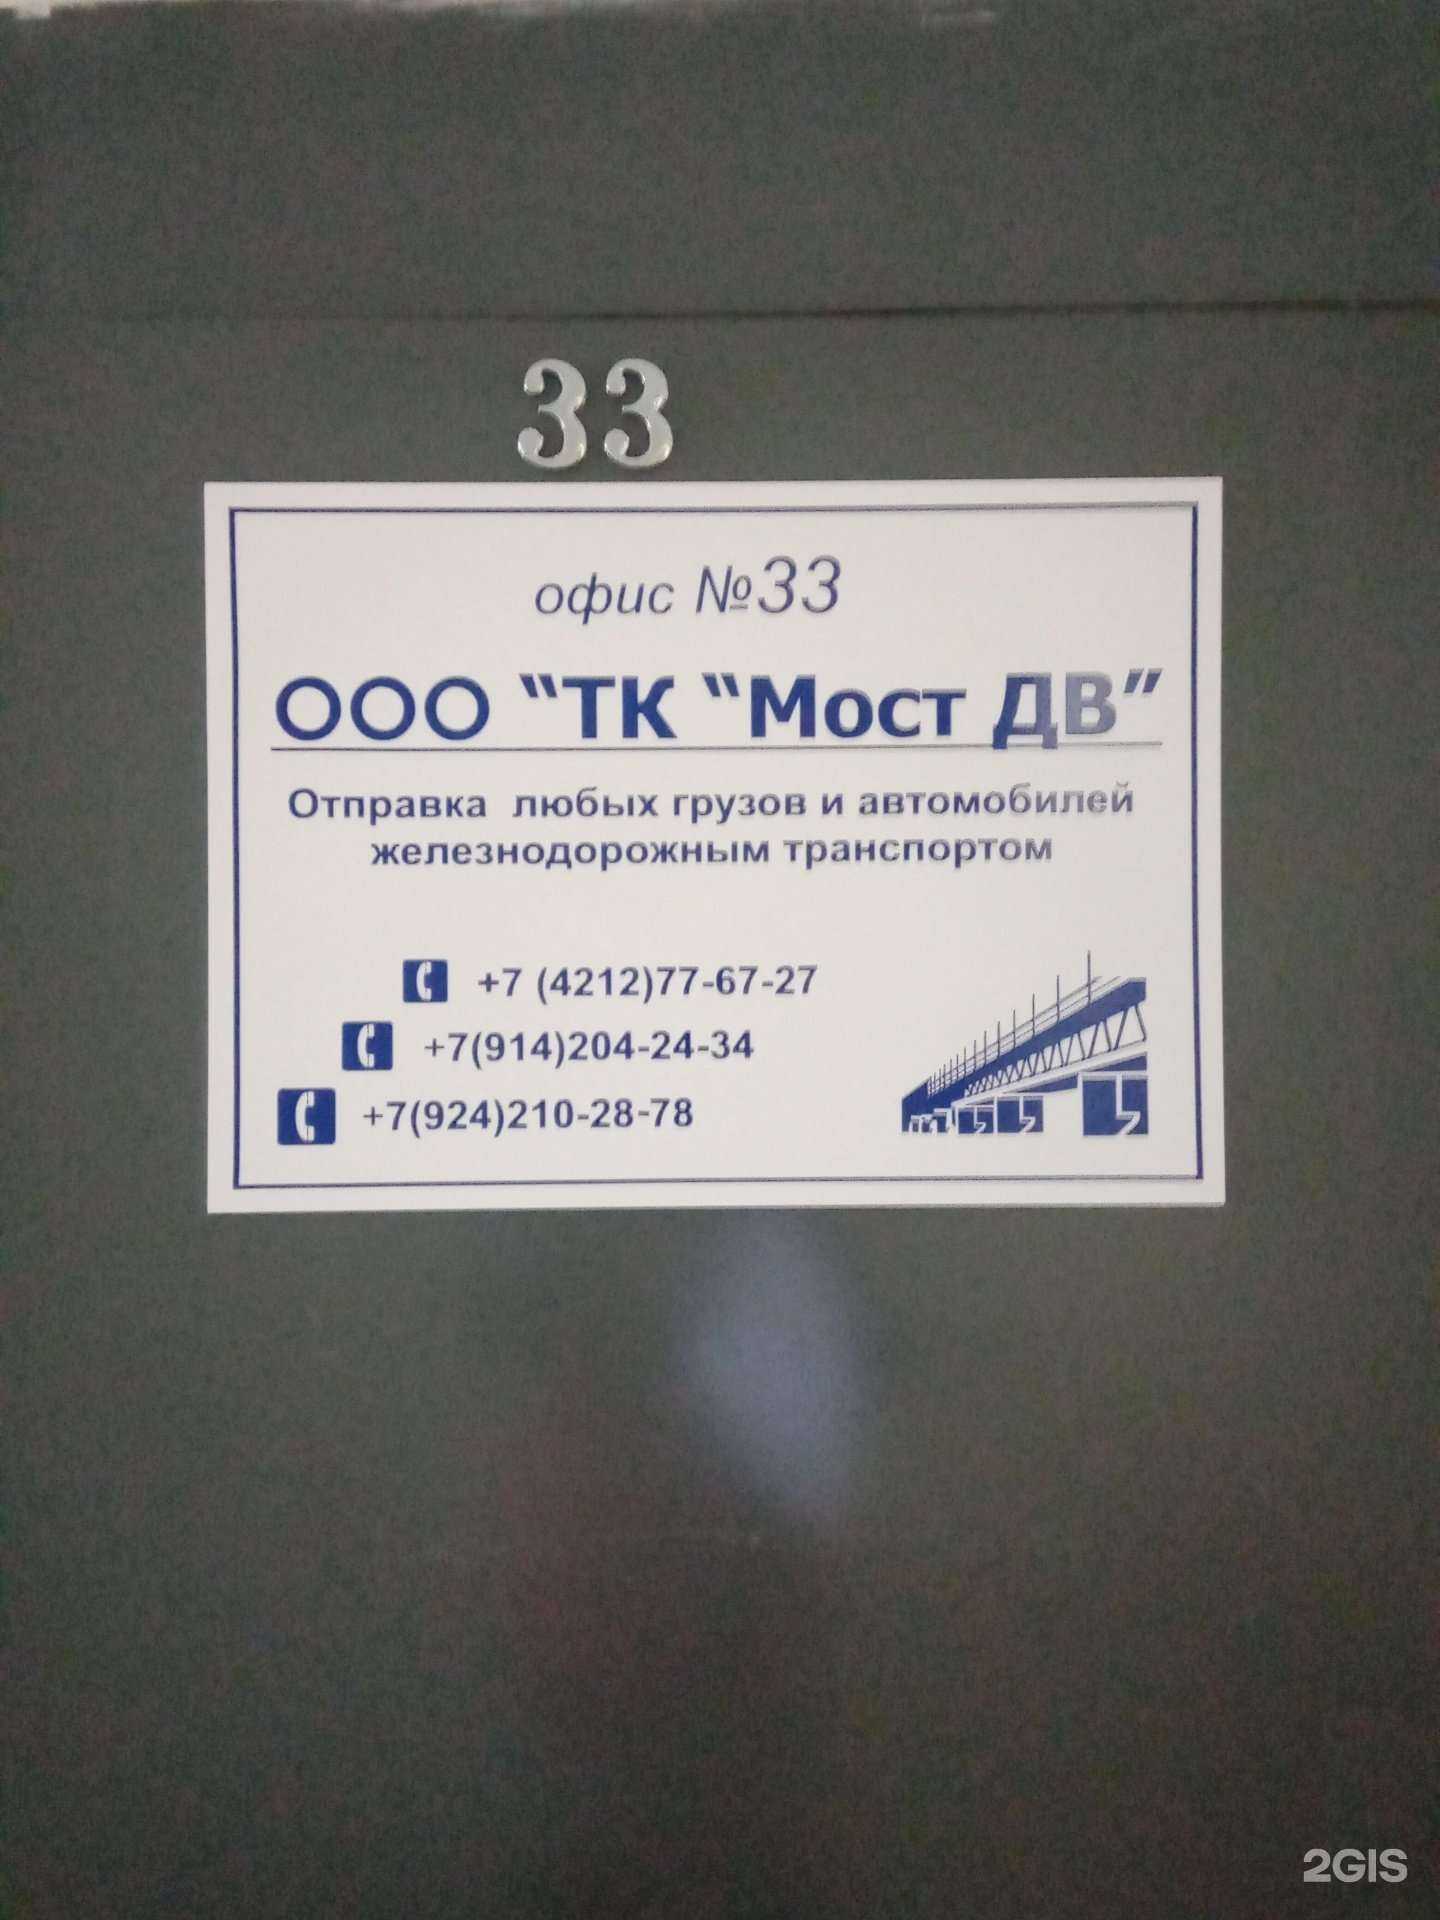 33
офис №33
ООО "ТК "Мост ДВ"
Отправка любых грузов и автомобилей
железнодорожным транспортом
+7 (4212)77-67-27
+7(914)204-24-34
+7(924)210-28-78
2GIS